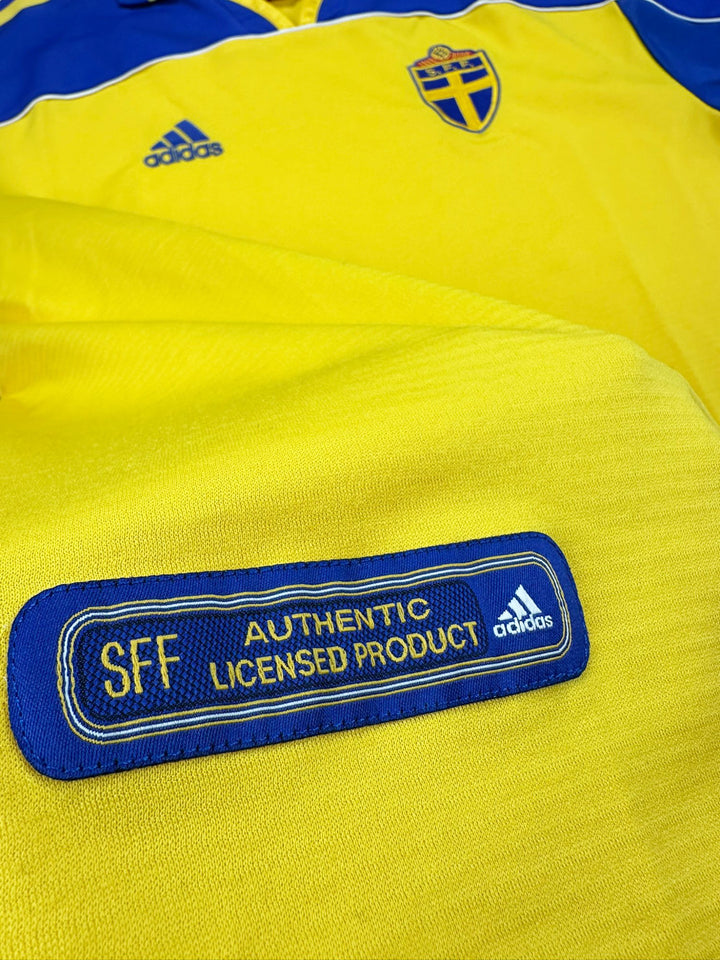 S.F.F.
adidas
SFF
AUTHENTIC
LICENSED PRODUCT
adidas